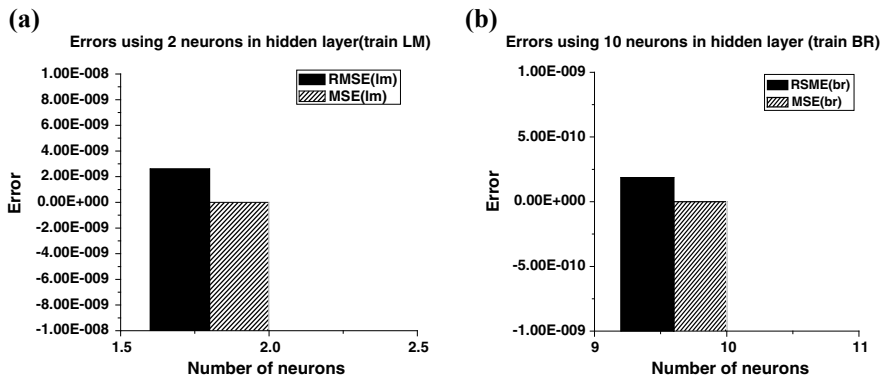 (a)
Errors using 2 neurons in hidden layer(train LM)
1.00E-008
8.00E-009
6.00E-009
4.00E-009
2.00E-009
0.00E+000
-2.00E-009
-4.00E-009
-6.00E-009
-8.00E-009
-1.00E-008
Error
RMSE(lm)
MSE(lm)
1.5
2.0
2.5
Number of neurons
(b)
Errors using 10 neurons in hidden layer (train BR)
1.00E-009
5.00E-010
0.00E+000
-5.00E-010
-1.00E-009
Error
RSME(br)
MSE(br)
9
10
11
Number of neurons